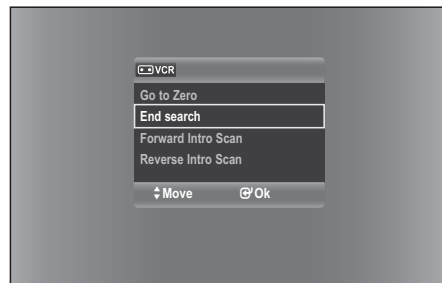 VCR
Go to Zero
End search
Forward Intro Scan
Reverse Intro Scan
Move Ok